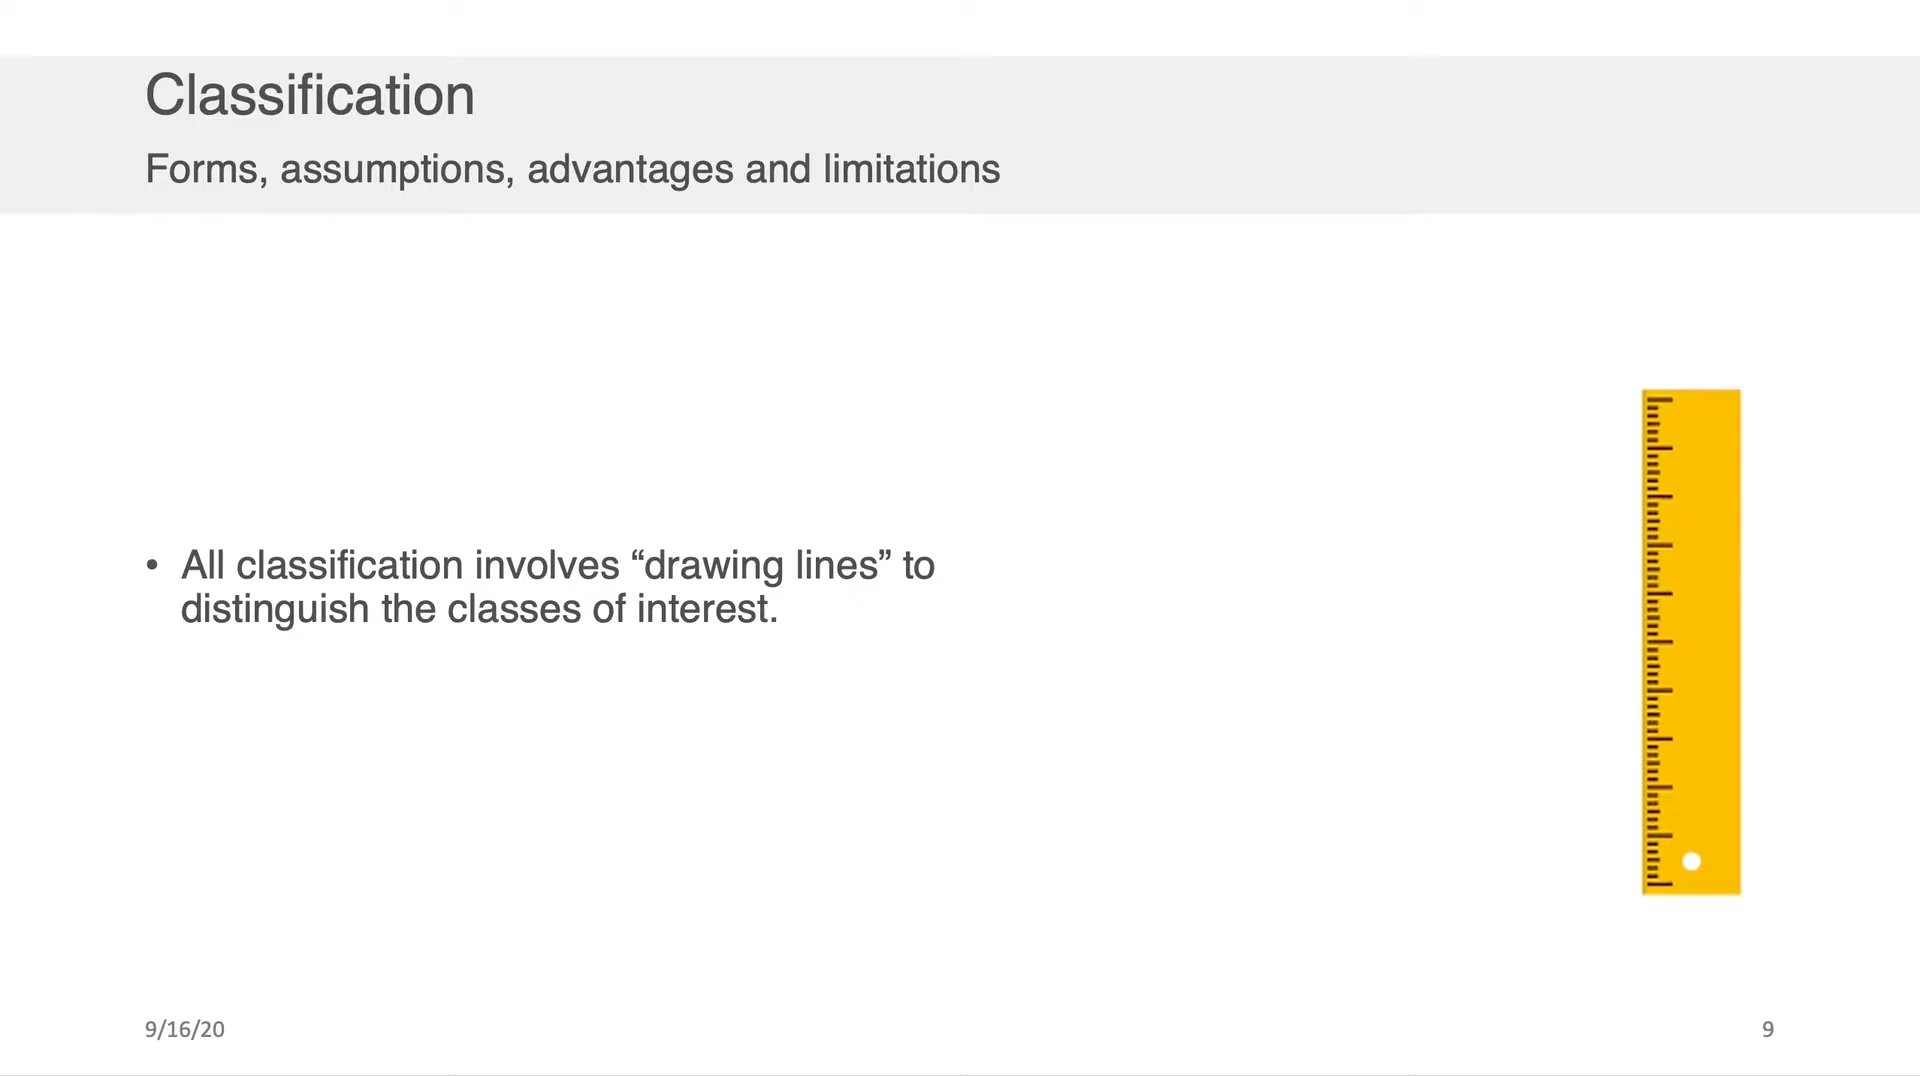 Classification
Forms, assumptions, advantages and limitations
• All classification involves “drawing lines” to
distinguish the classes of interest.
9/16/20
9